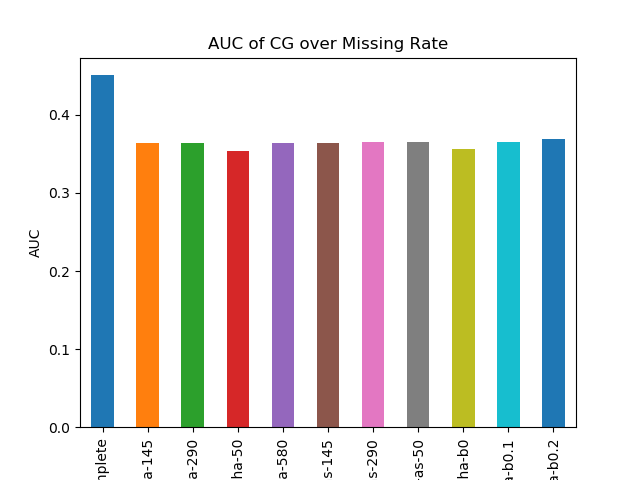 AUC of CG over Missing Rate
0.4
0.3
0.2
0.1
0.0
AUC
mplete
a-145
a-290
ha-50
a-580
s-145
s-290
-as-50
ha-b0
a-b0.1
a-b0.2